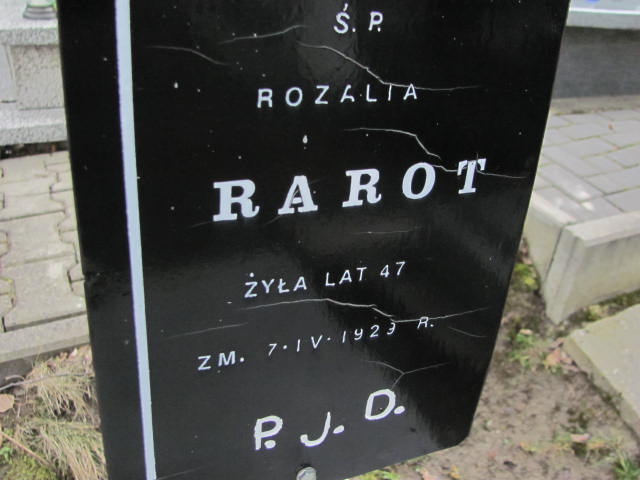 Ś. P.
ROZALIA
RAROT
ŻYŁA LAT 47
ZM. 7·IV·1929 R.
P. J. D.